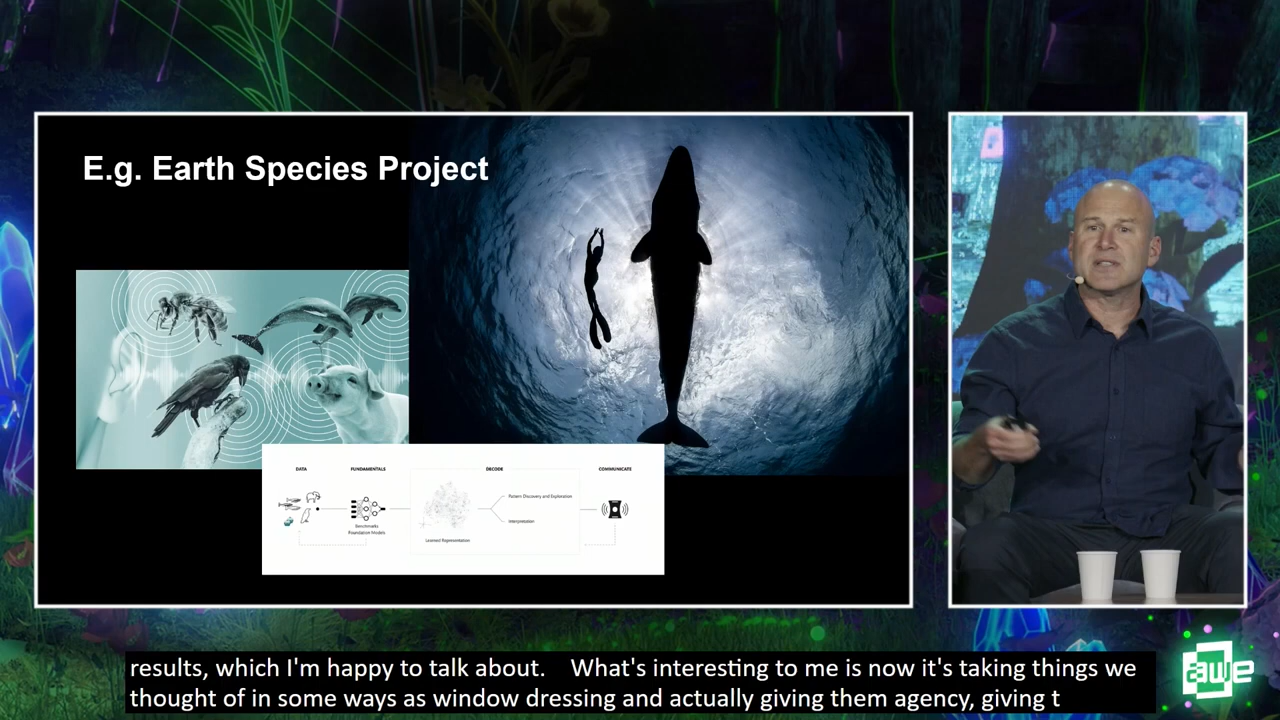 E.g. Earth Species Project
DATA
FUNDAMENTALS
DECODE
COMMUNICATE
Pattern Discovery and Exploration
Interpretation
Benchmarks
Foundation Models
Learned Representation
results, which I'm happy to talk about. What's interesting to me is now it's taking things we
thought of in some ways as window dressing and actually giving them agency, giving t
awe